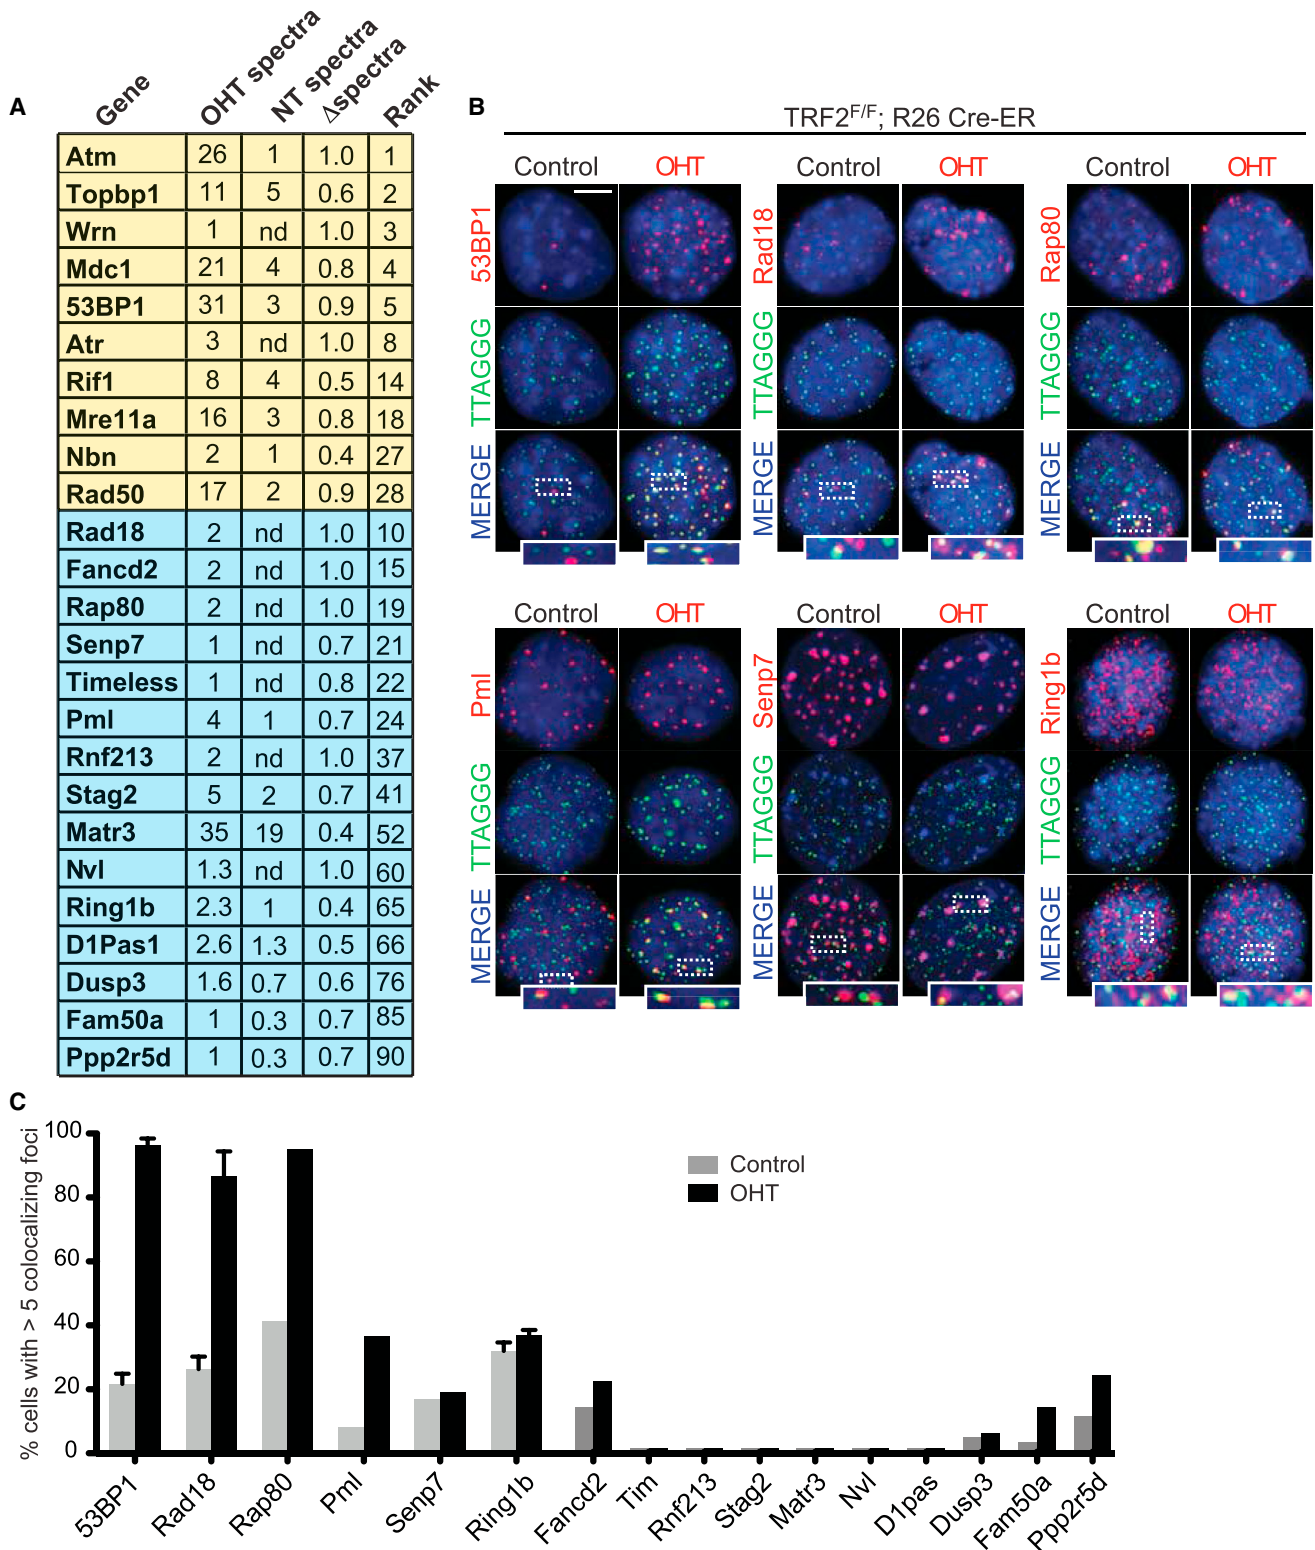 A
Gene OHT spectra NT spectra Δspectra Rank
Atm 26 1 1.0 1
Topbp1 11 5 0.6 2
Wrn 1 nd 1.0 3
Mdc1 21 4 0.8 4
53BP1 31 3 0.9 5
Atr 3 nd 1.0 8
Rif1 8 4 0.5 14
Mre11a 16 3 0.8 18
Nbn 2 1 0.4 27
Rad50 17 2 0.9 28
Rad18 2 nd 1.0 10
Fancd2 2 nd 1.0 15
Rap80 2 nd 1.0 19
Senp7 1 nd 0.7 21
Timeless 1 nd 0.8 22
Pml 4 1 0.7 24
Rnf213 2 nd 1.0 37
Stag2 5 2 0.7 41
Matr3 35 19 0.4 52
Nvl 1.3 nd 1.0 60
Ring1b 2.3 1 0.4 65
D1Pas1 2.6 1.3 0.5 66
Dusp3 1.6 0.7 0.6 76
Fam50a 1 0.3 0.7 85
Ppp2r5d 1 0.3 0.7 90
B
TRF2F/F; R26 Cre-ER
Control OHT Control OHT Control OHT
53BP1 Rad18 Rap80
TTAGGG TTAGGG TTAGGG
MERGE MERGE MERGE
Control OHT Control OHT Control OHT
Pml Senp7 Ring1b
TTAGGG TTAGGG TTAGGG
MERGE MERGE MERGE
C
% cells with > 5 colocalizing foci
100
80
60
40
20
0
Control
OHT
53BP1 Rad18 Rap80 Pml Senp7 Ring1b Fancd2 Tim Rnf213 Stag2 Matr3 Nvl D1pas Dusp3 Fam50a Ppp2r5d